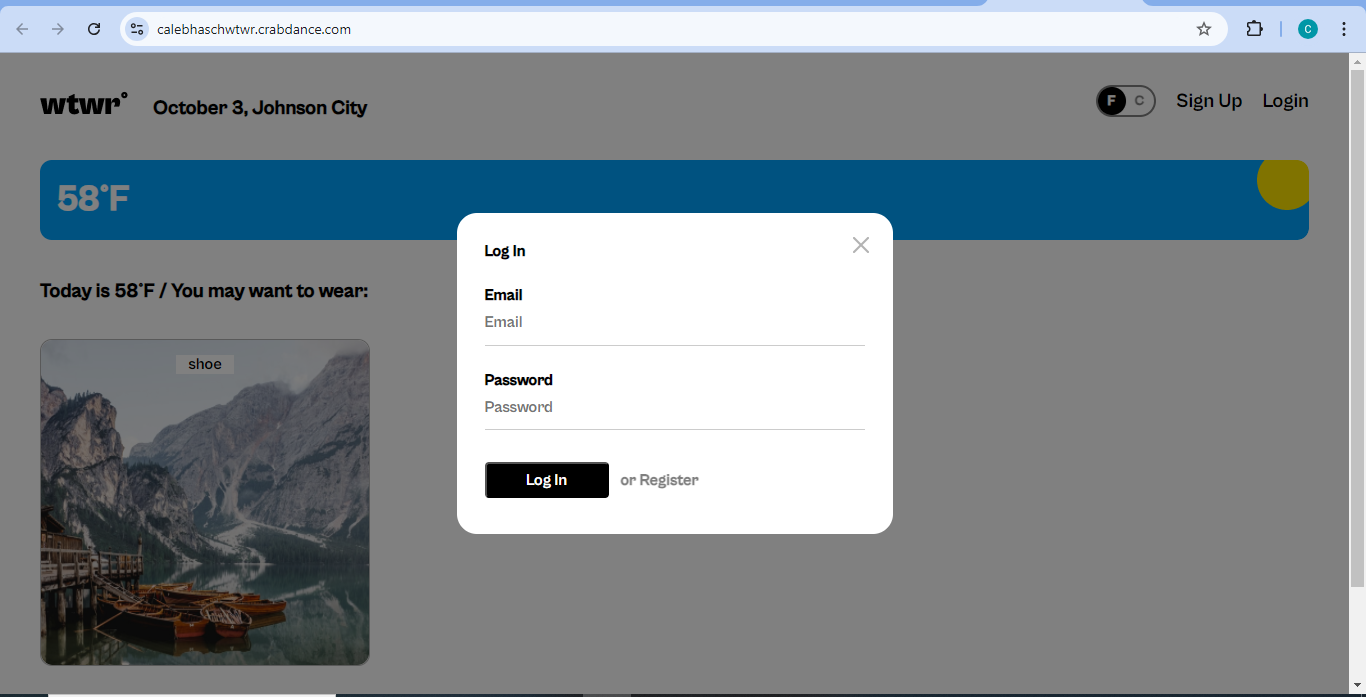 calebhaschwtwr.crabdance.com
C
wtwr° October 3, Johnson City
F C Sign Up Login
58°F
Today is 58°F / You may want to wear:
shoe
Log In
Email
Email
Password
Password
Log In or Register